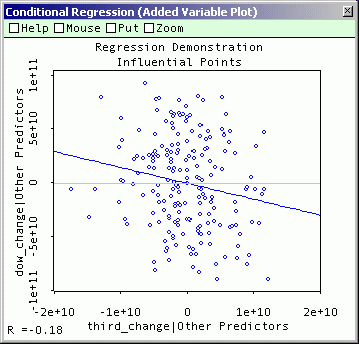 Conditional Regression (Added Variable Plot)
Help Mouse Put Zoom
Regression Demonstration
Influential Points
dow_change|Other Predictors
1e+11
5e+10
0
-5e+10
-1e+11
-2e+10 -1e+10 0 1e+10 2e+10
third_change|Other Predictors
R =-0.18